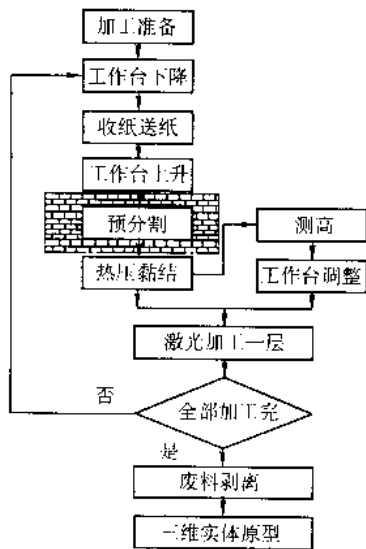 加工准备
工作台下降
收纸送纸
工作台上升
预分割
测高
热压黏结
工作台调整
激光加工一层
否
全部加工完
是
废料剥离
三维实体原型